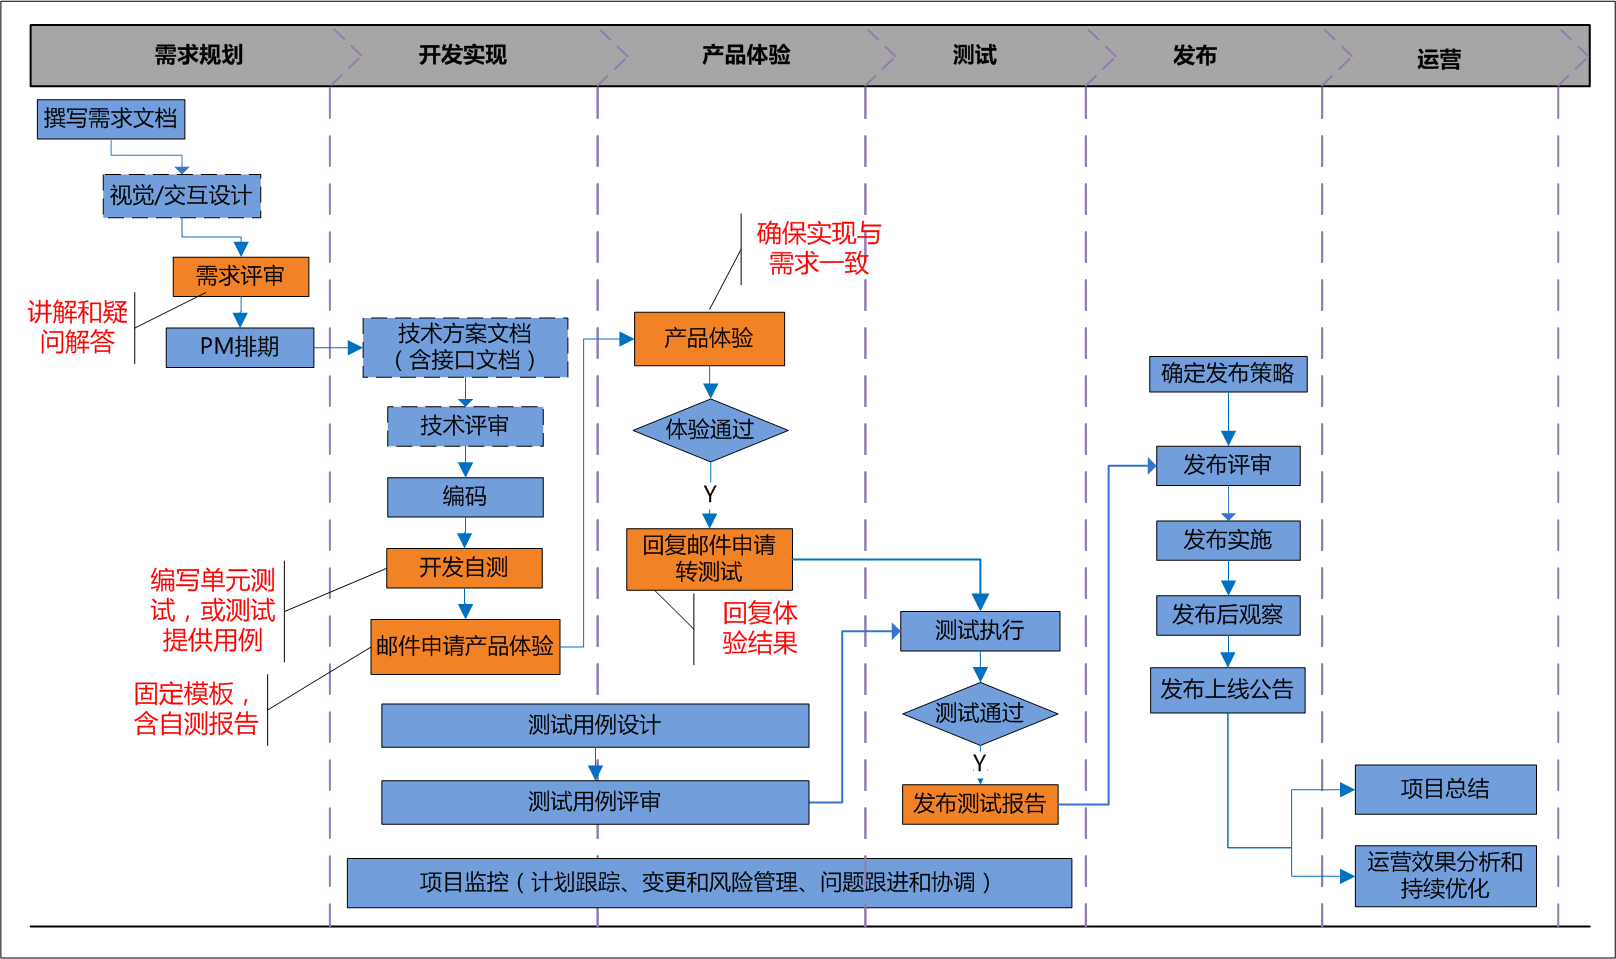 需求规划
开发实现
产品体验
测试
发布
运营
撰写需求文档
视觉/交互设计
需求评审
讲解和疑
问解答
PM排期
技术方案文档
（含接口文档）
技术评审
编码
开发自测
编写单元测
试，或测试
提供用例
邮件申请产品体验
固定模板，
含自测报告
测试用例设计
测试用例评审
项目监控（计划跟踪、变更和风险管理、问题跟进和协调）
确保实现与
需求一致
产品体验
体验通过
Y
回复邮件申请
转测试
回复体
验结果
测试执行
测试通过
Y
发布测试报告
确定发布策略
发布评审
发布实施
发布后观察
发布上线公告
项目总结
运营效果分析和
持续优化